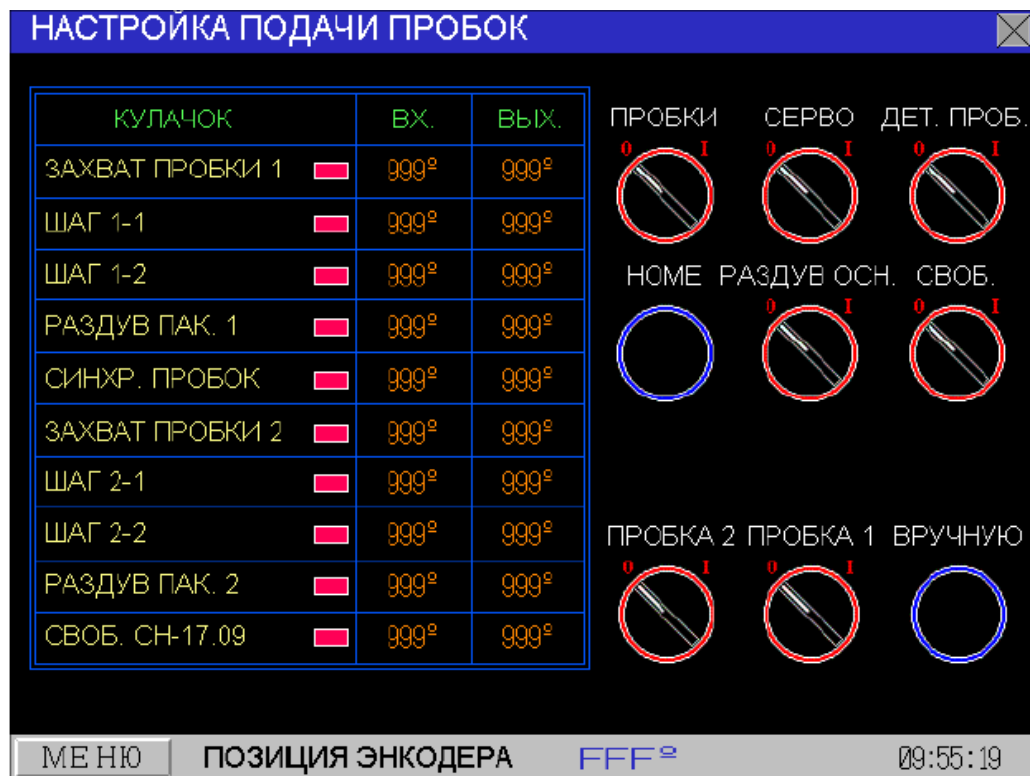 НАСТРОЙКА ПОДАЧИ ПРОБОК
КУЛАЧОК ВХ. ВЫХ.
ЗАХВАТ ПРОБКИ 1 999º 999º
ШАГ 1-1 999º 999º
ШАГ 1-2 999º 999º
РАЗДУВ ПАК. 1 999º 999º
СИНХР. ПРОБОК 999º 999º
ЗАХВАТ ПРОБКИ 2 999º 999º
ШАГ 2-1 999º 999º
ШАГ 2-2 999º 999º
РАЗДУВ ПАК. 2 999º 999º
СВОБ. CH-17.09 999º 999º
ПРОБКИ СЕРВО ДЕТ. ПРОБ.
0 I 0 I 0 I
HOME РАЗДУВ ОСН. СВОБ.
0 I 0 I
ПРОБКА 2 ПРОБКА 1 ВРУЧНУЮ
0 I 0 I
МЕНЮ ПОЗИЦИЯ ЭНКОДЕРА FFFº 09:55:19